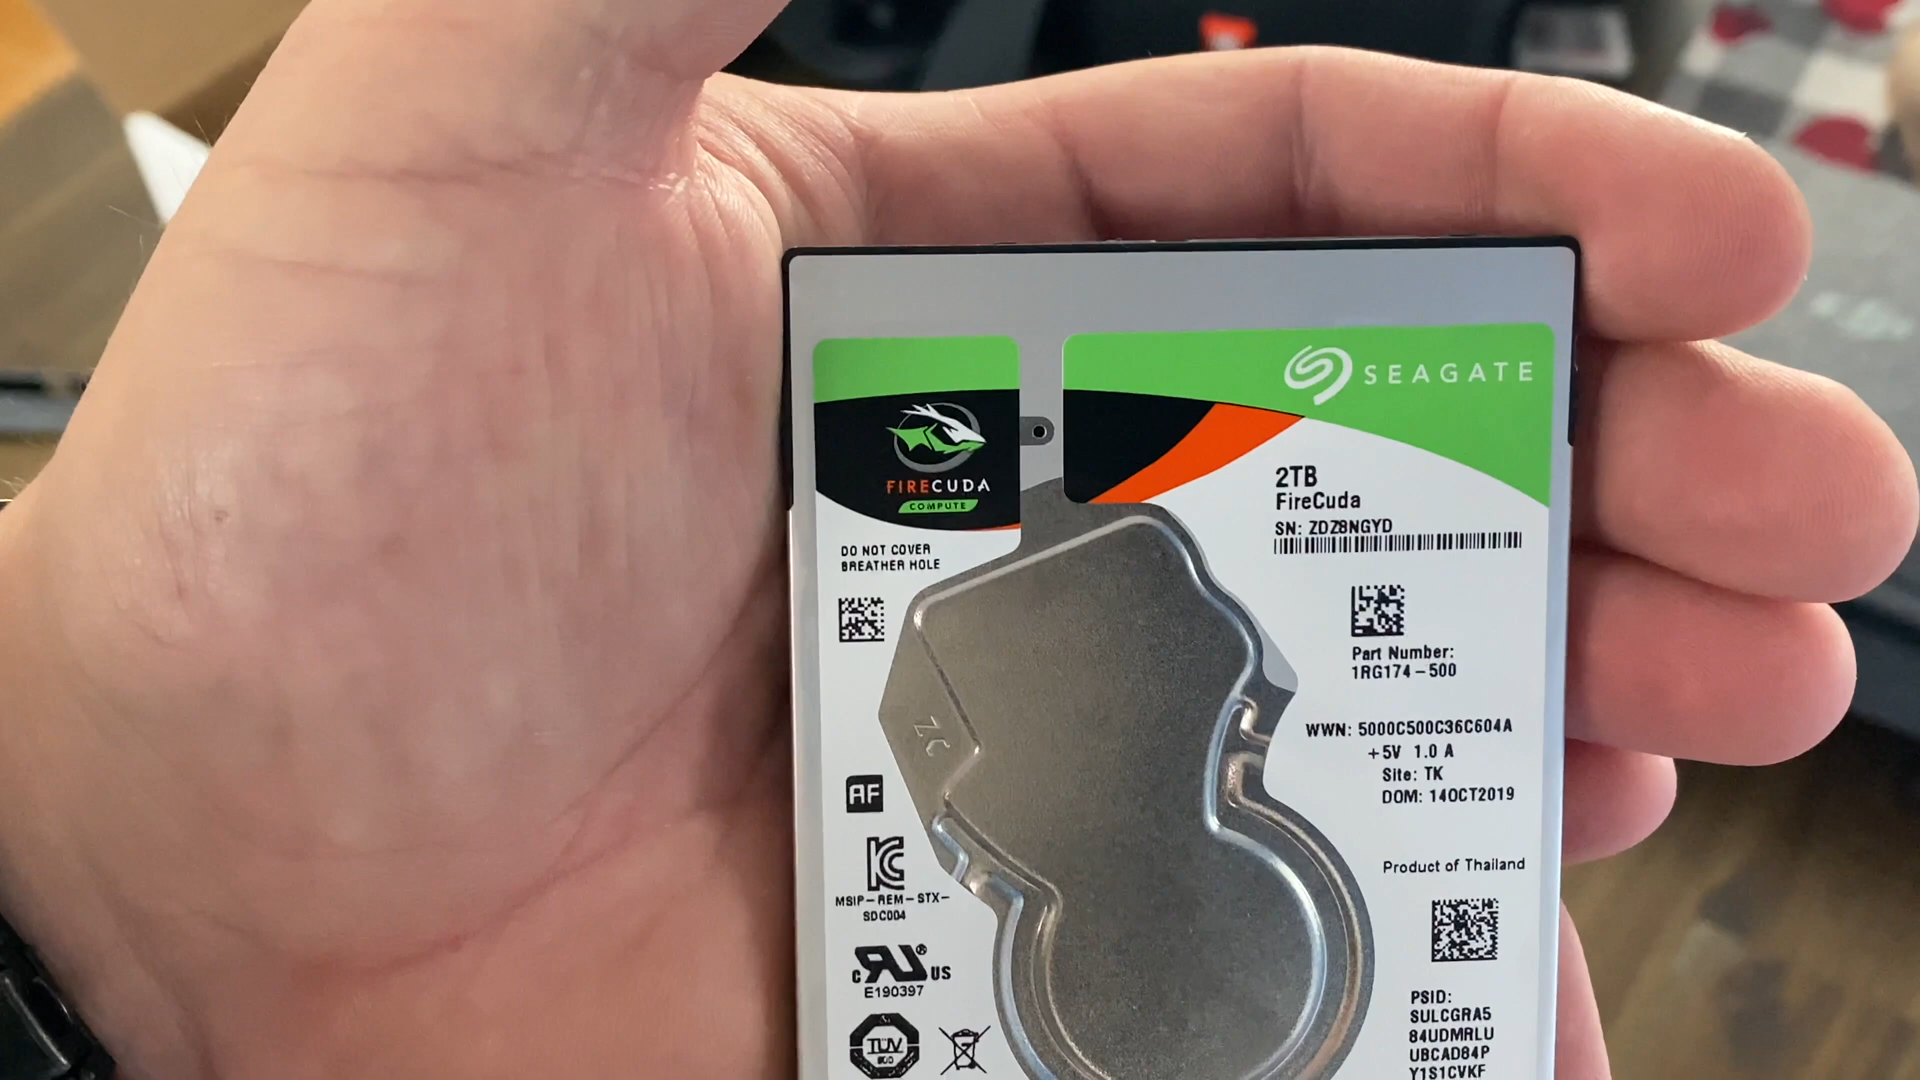 SEAGATE
FIRECUDA
COMPUTE
DO NOT COVER
BREATHER HOLE
2TB
FireCuda
SN: ZDZ8NGYD
Part Number:
1RG174-500
WWN: 5000C500C36C604A
+5V 1.0 A
Site: TK
DOM: 14OCT2019
Product of Thailand
ZC
AF
MSIP-REM-STX-
SDC004
c RU® US
E190397
TÜV
PSID:
SULCGRA5
84UDMRLU
UBCAD84P
Y1S1CVKF